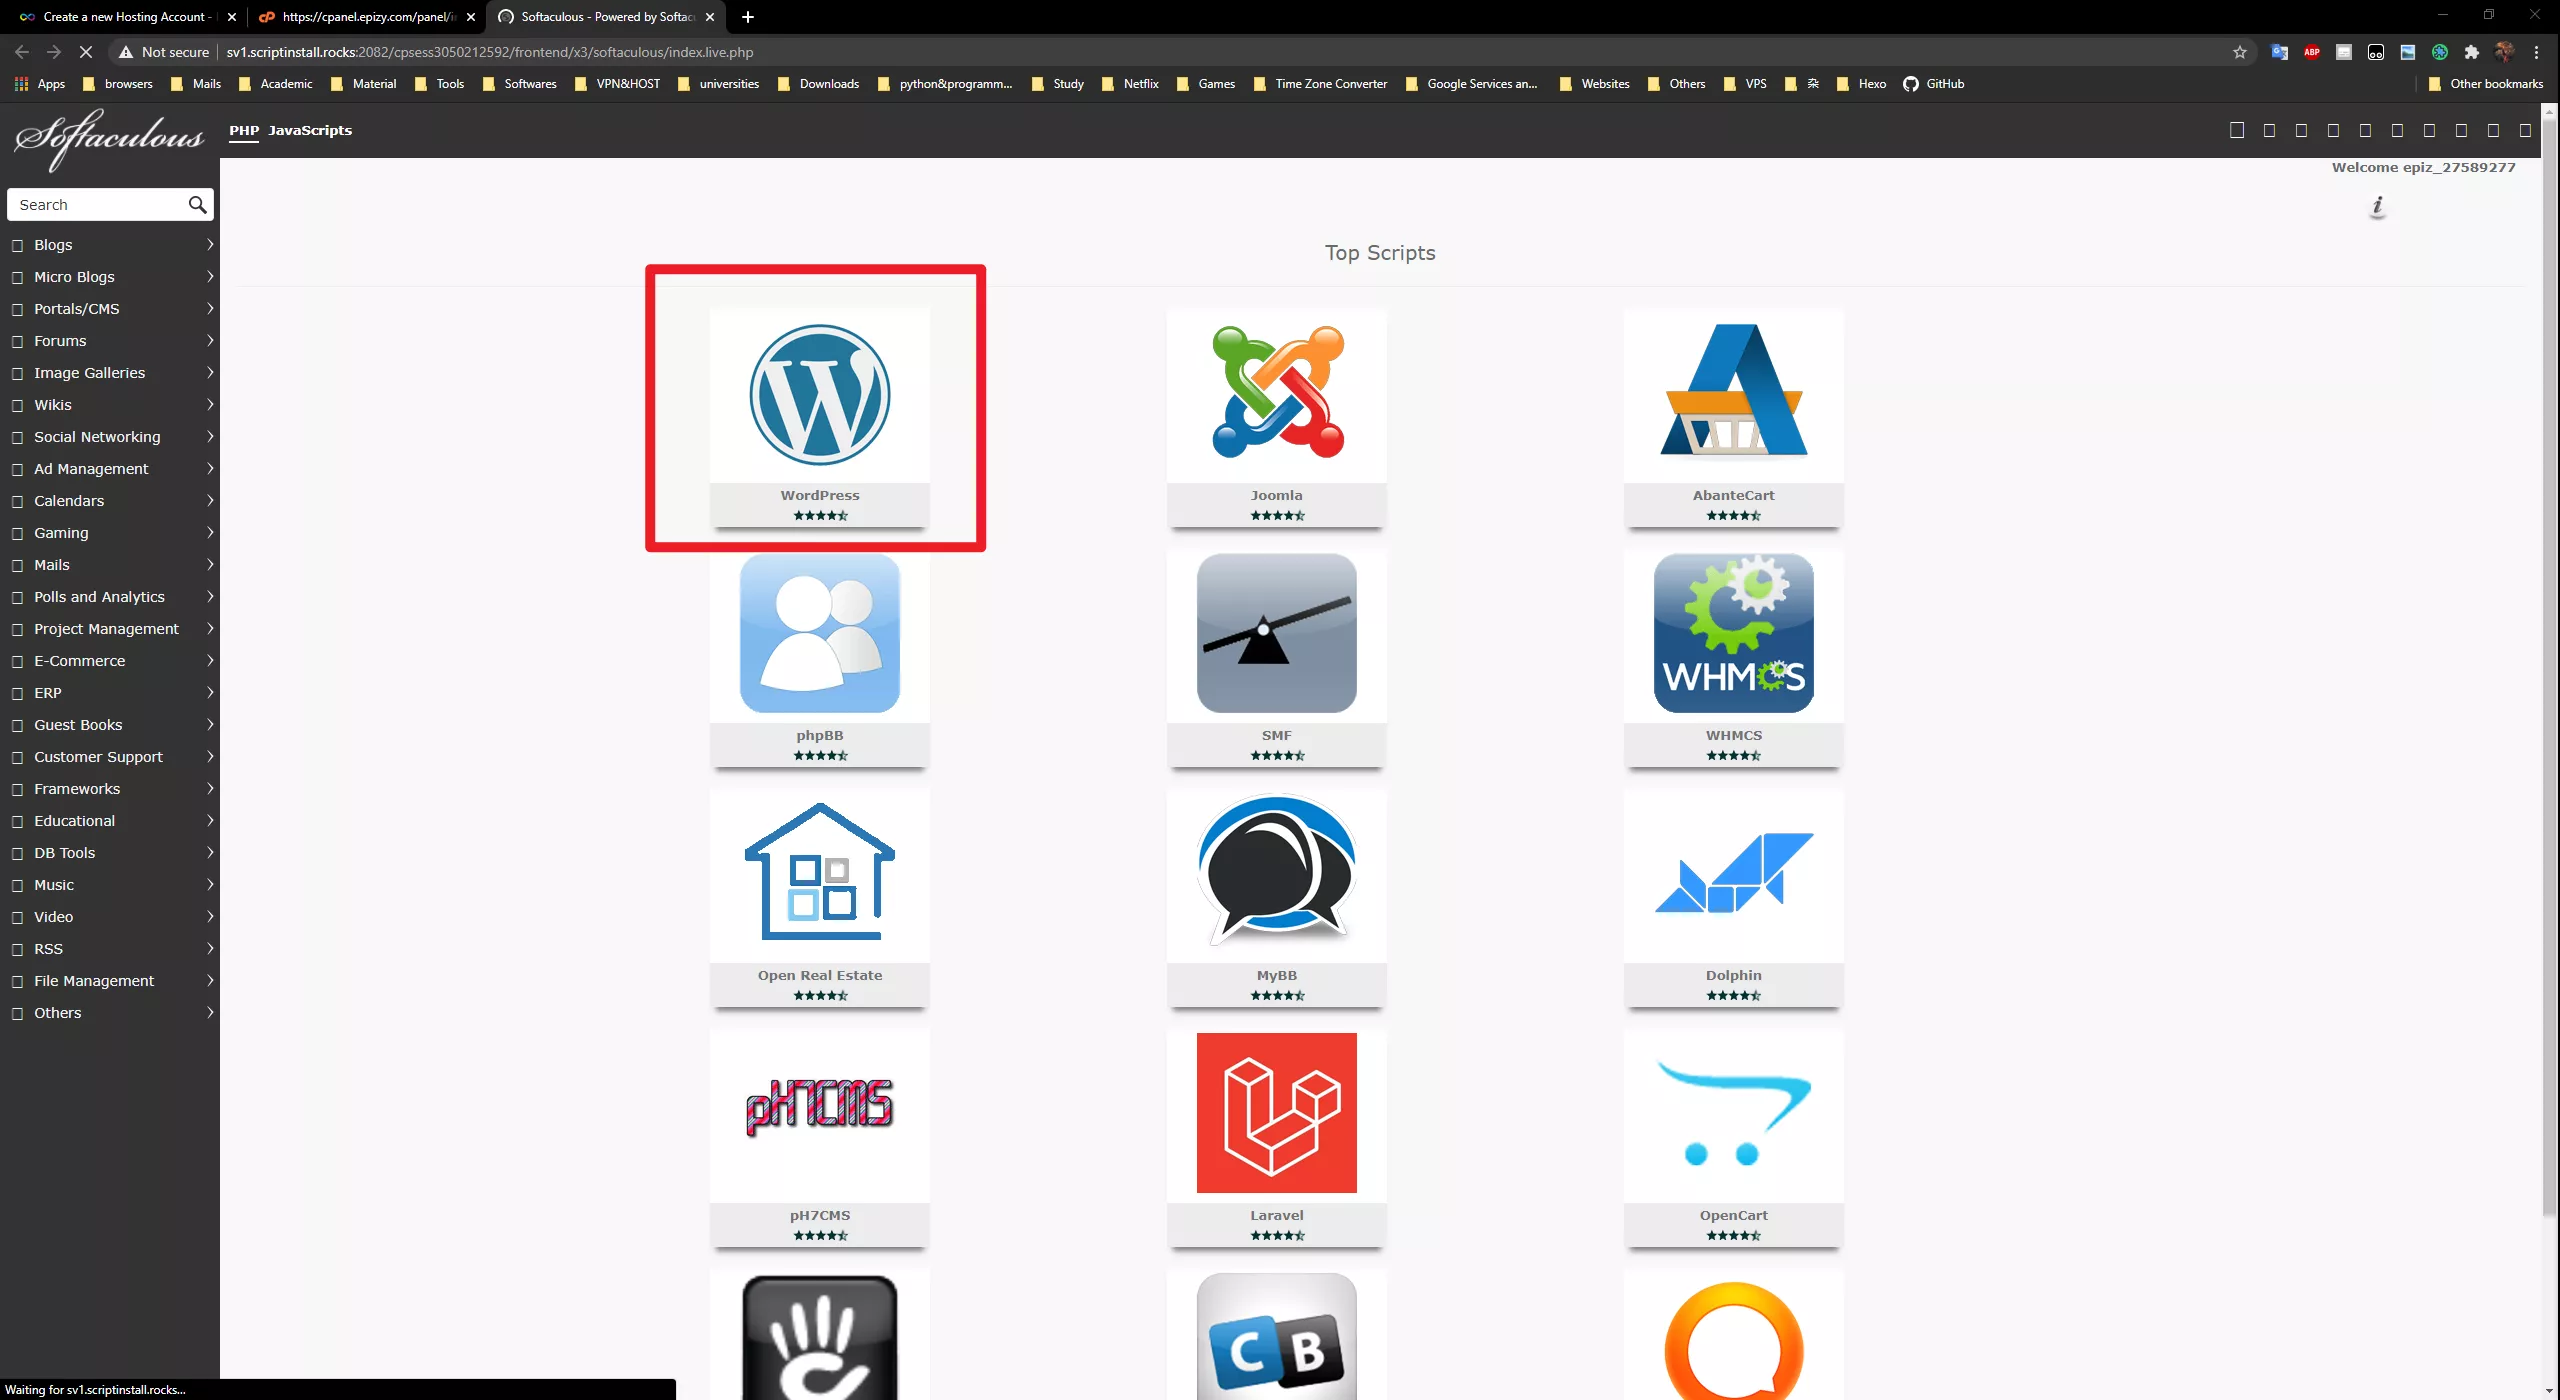 Create a new Hosting Account -
https://cpanel.epizy.com/panel/
Softaculous - Powered by Softac
Not secure
sv1.scriptinstall.rocks:2082/cpsess3050212592/frontend/x3/softaculous/index.live.php
ABP
Apps
browsers
Mails
Academic
Material
Tools
Softwares
VPN&HOST
universities
Downloads
python&programm...
Study
Netflix
Games
Time Zone Converter
Google Services an...
Websites
Others
VPS
杂
Hexo
GitHub
Other bookmarks
Softaculous
PHP
JavaScripts
Welcome epiz_27589277
Search
Blogs
Micro Blogs
Portals/CMS
Forums
Image Galleries
Wikis
Social Networking
Ad Management
Calendars
Gaming
Mails
Polls and Analytics
Project Management
E-Commerce
ERP
Guest Books
Customer Support
Frameworks
Educational
DB Tools
Music
Video
RSS
File Management
Others
Top Scripts
WordPress
Joomla
AbanteCart
WHMCS
phpBB
SMF
WHMCS
Open Real Estate
MyBB
Dolphin
pH7CMS
pH7CMS
Laravel
OpenCart
C B
Waiting for sv1.scriptinstall.rocks...